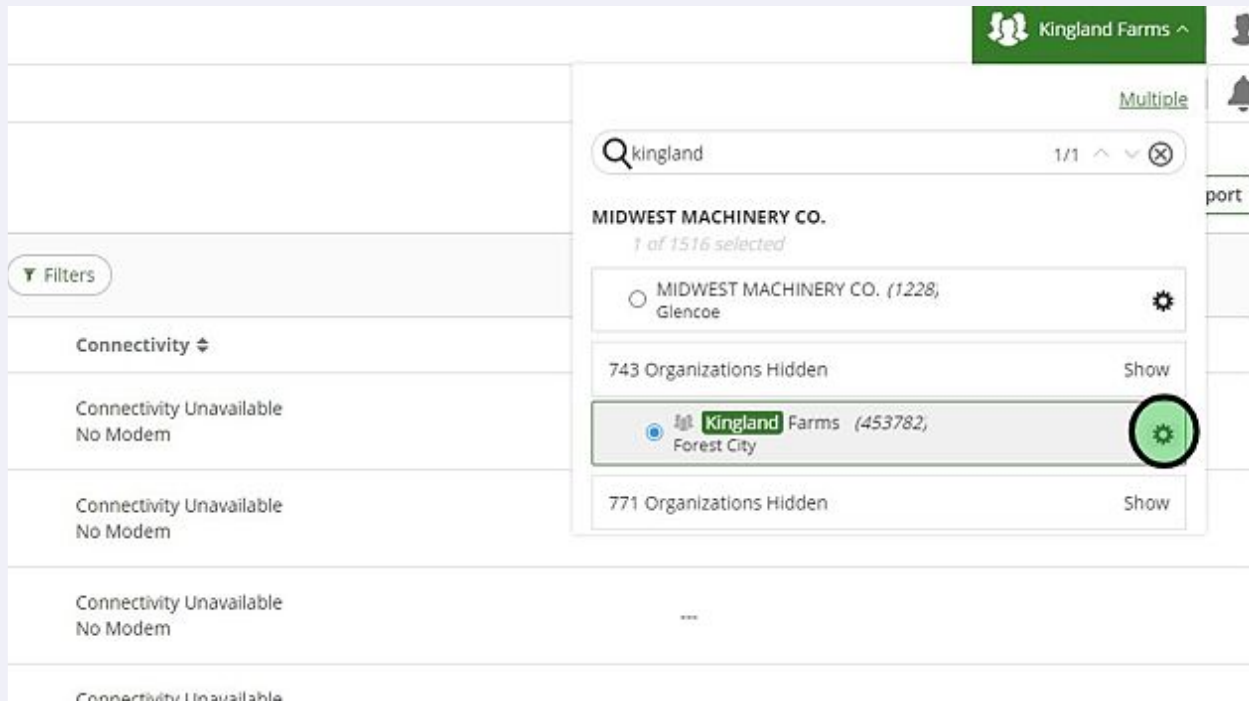 Kingland Farms
Multiple
kingland 1/1
port
MIDWEST MACHINERY CO.
1 of 1516 selected
Filters
MIDWEST MACHINERY CO. (1228)
Glencoe
Connectivity
743 Organizations Hidden Show
Connectivity Unavailable
No Modem
Kingland Farms (453782)
Forest City
Connectivity Unavailable
No Modem
771 Organizations Hidden Show
Connectivity Unavailable
No Modem
---
Connectivity Unavailable